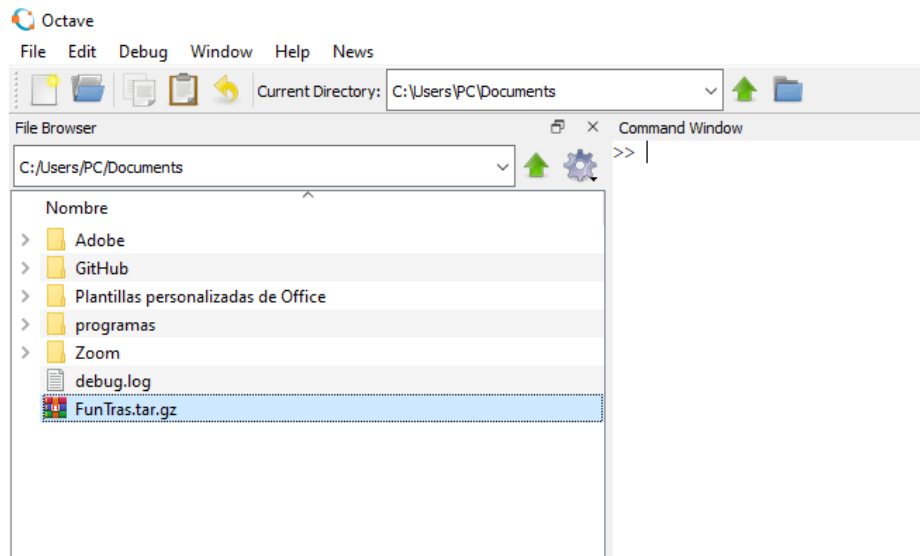 Octave
File Edit Debug Window Help News
Current Directory: C:\Users\PC\Documents
File Browser
C:/Users/PC/Documents
Nombre
Adobe
GitHub
Plantillas personalizadas de Office
programas
Zoom
debug.log
FunTras.tar.gz
Command Window
>>